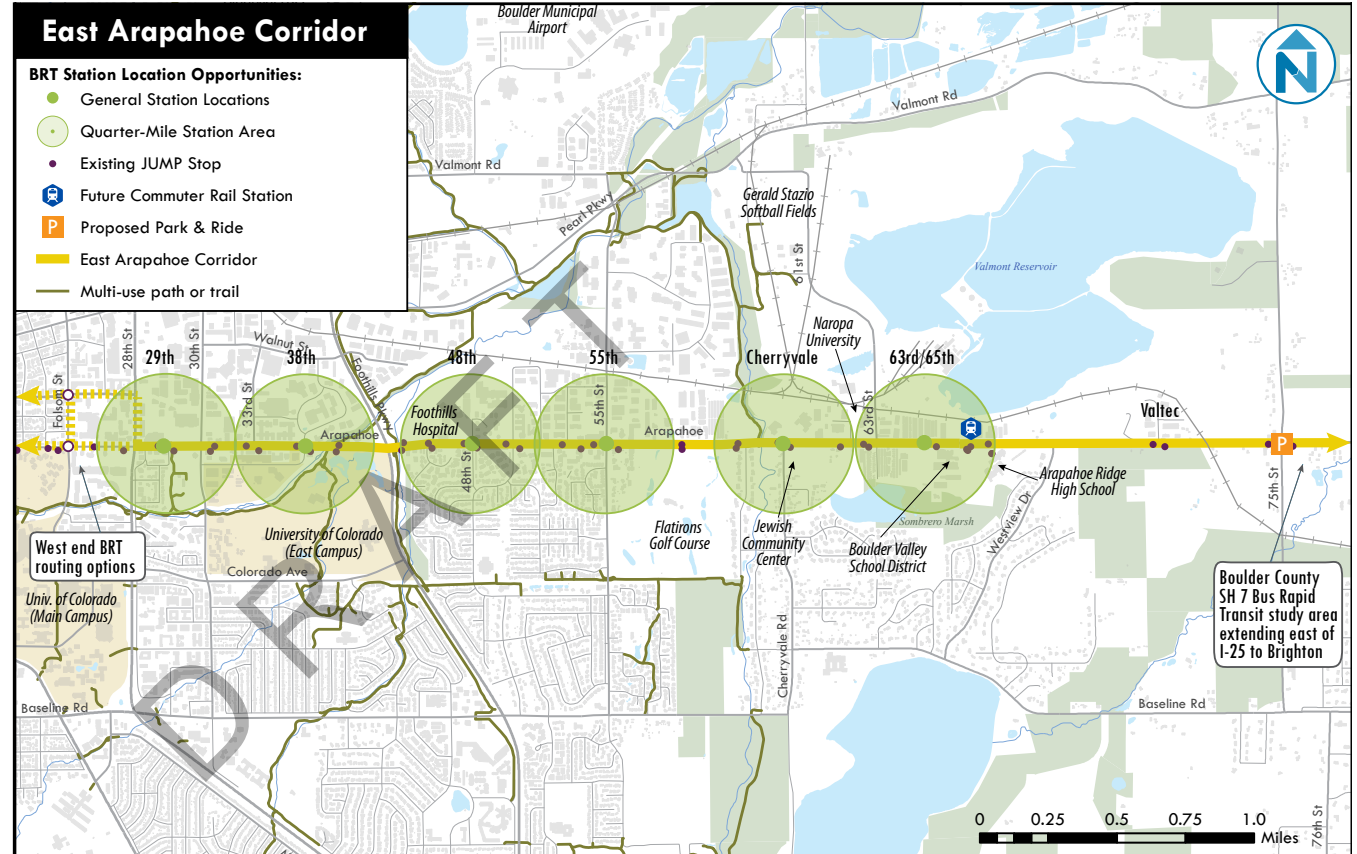 East Arapahoe Corridor
BRT Station Location Opportunities:
General Station Locations
Quarter-Mile Station Area
Existing JUMP Stop
Future Commuter Rail Station
P
Proposed Park & Ride
East Arapahoe Corridor
Multi-use path or trail
Boulder Municipal
Airport
N
Valmont Rd
Valmont Rd
Pearl Pkwy
Gerald Stazio
Softball Fields
61st St
Valmont Reservoir
Naropa
University
Folsom St
28th St
29th
30th St
Walnut St
33rd St
38th
Foothills Pkwy
48th
55th
Cherryvale
63rd/65th
Foothills
Hospital
Arapahoe
48th St
55th St
Arapahoe
63rd St
Valtec
P
75th St
Arapahoe Ridge
High School
Westview Dr
Sombrero Marsh
Boulder Valley
School District
Jewish
Community
Center
Flatirons
Golf Course
University of Colorado
(East Campus)
Colorado Ave
West end BRT
routing options
Univ. of Colorado
(Main Campus)
Boulder County
SH 7 Bus Rapid
Transit study area
extending east of
I-25 to Brighton
Cherryvale Rd
Baseline Rd
Baseline Rd
76th St
0 0.25 0.5 0.75 1.0
Miles
DRAFT